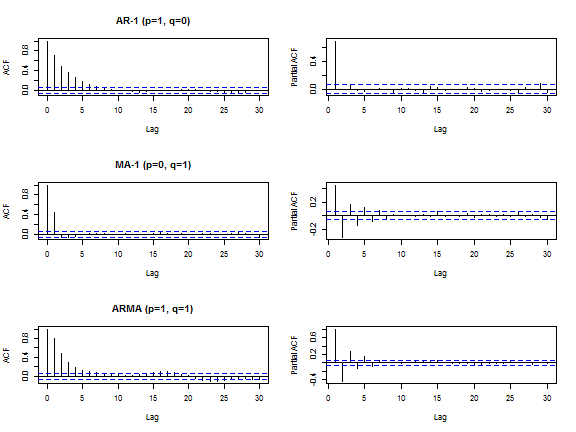 AR-1 (p=1, q=0)
ACF
0.0 0.4 0.8
0 5 10 15 20 25 30
Lag
Partial ACF
0.0 0.4
0 5 10 15 20 25 30
Lag
MA-1 (p=0, q=1)
ACF
0.0 0.4 0.8
0 5 10 15 20 25 30
Lag
Partial ACF
-0.2 0.2
0 5 10 15 20 25 30
Lag
ARMA (p=1, q=1)
ACF
0.0 0.4 0.8
0 5 10 15 20 25 30
Lag
Partial ACF
-0.4 0.2 0.8
0 5 10 15 20 25 30
Lag